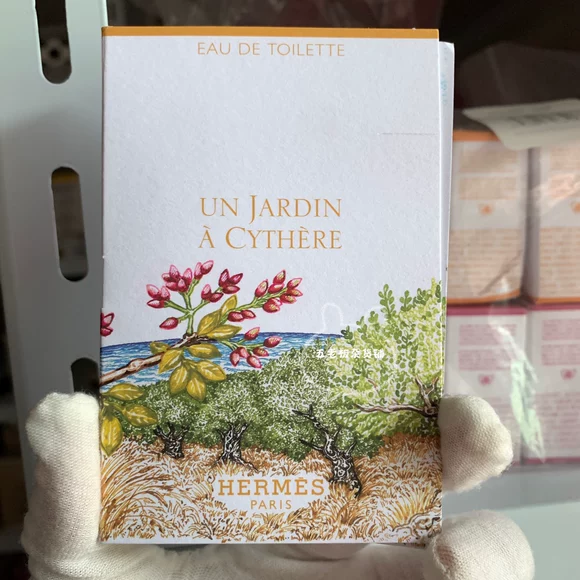 EAU DE TOILETTE
UN JARDIN
À CYTHÈRE
HERMÈS
PARIS